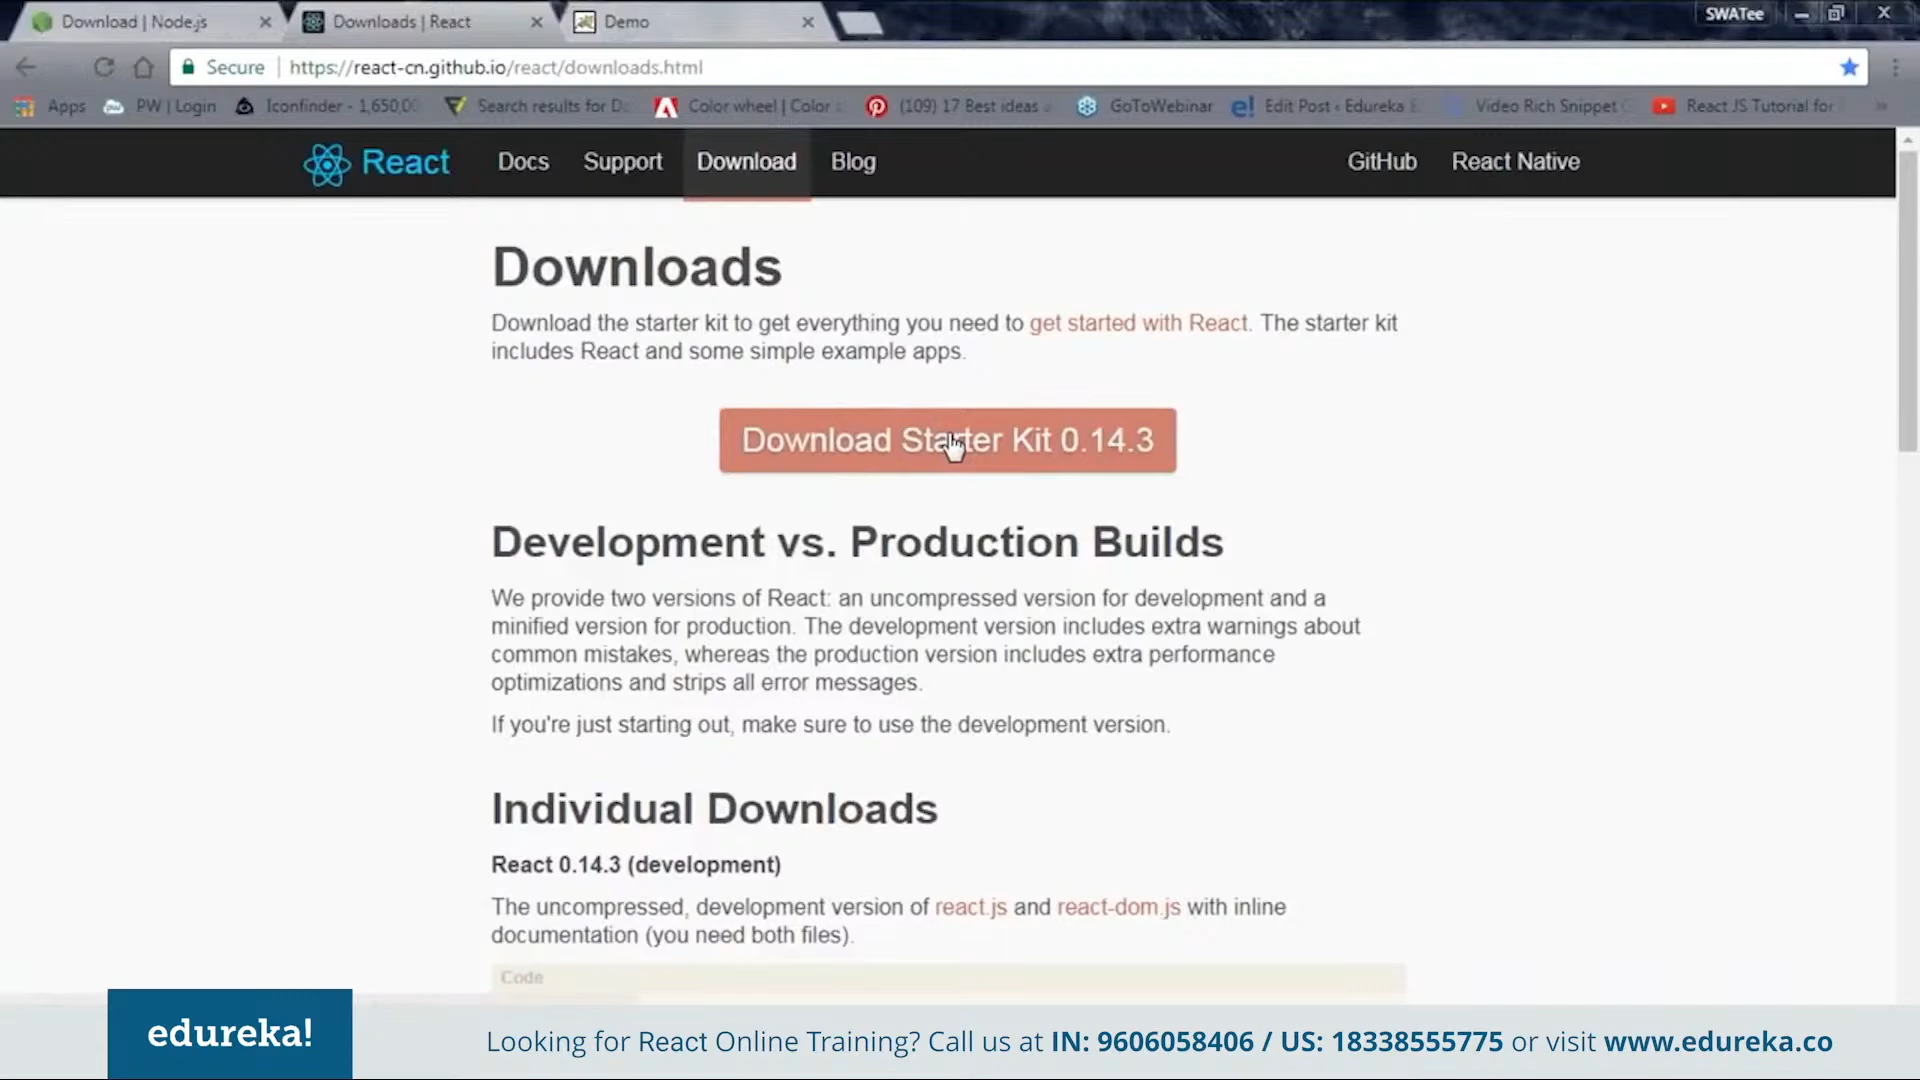 Download | Node.js
Downloads | React
Demo
SWATee
Secure
https://react-cn.github.io/react/downloads.html
Apps
PW | Login
Iconfinder - 1,650,0
Search results for D
Color wheel | Color
(109) 17 Best ideas
GoToWebinar
Edit Post ‹ Edureka
Video Rich Snippet
React JS Tutorial for
React
Docs
Support
Download
Blog
GitHub
React Native
Downloads
Download the starter kit to get everything you need to get started with React. The starter kit
includes React and some simple example apps.
Download Starter Kit 0.14.3
Development vs. Production Builds
We provide two versions of React: an uncompressed version for development and a
minified version for production. The development version includes extra warnings about
common mistakes, whereas the production version includes extra performance
optimizations and strips all error messages.
If you're just starting out, make sure to use the development version.
Individual Downloads
React 0.14.3 (development)
The uncompressed, development version of react.js and react-dom.js with inline
documentation (you need both files).
Code
edureka!
Looking for React Online Training? Call us at IN: 9606058406 / US: 18338555775 or visit www.edureka.co